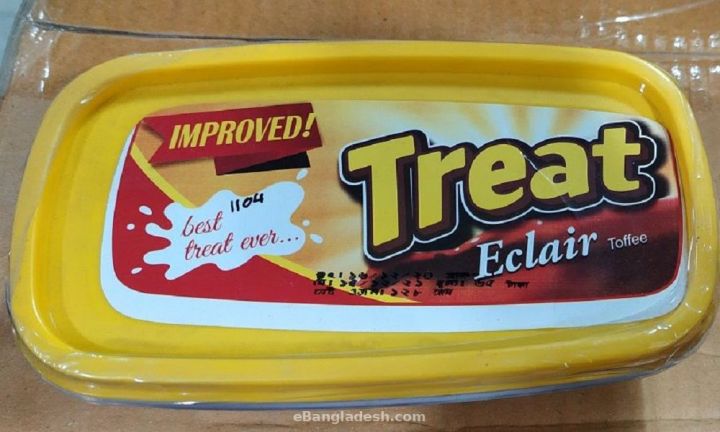 IMPROVED!
1104
best
treat ever...
Treat
Eclair Toffee
eBangladesh.com